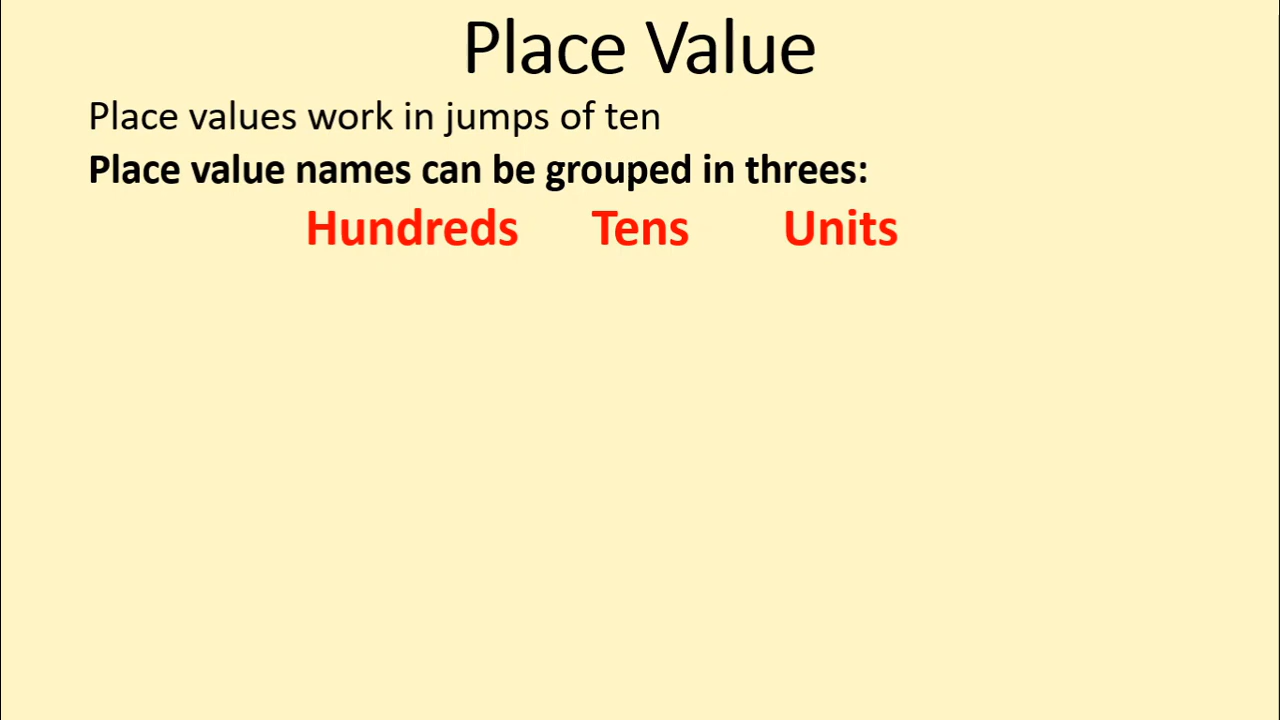 Place Value
Place values work in jumps of ten
Place value names can be grouped in threes:
Hundreds Tens Units